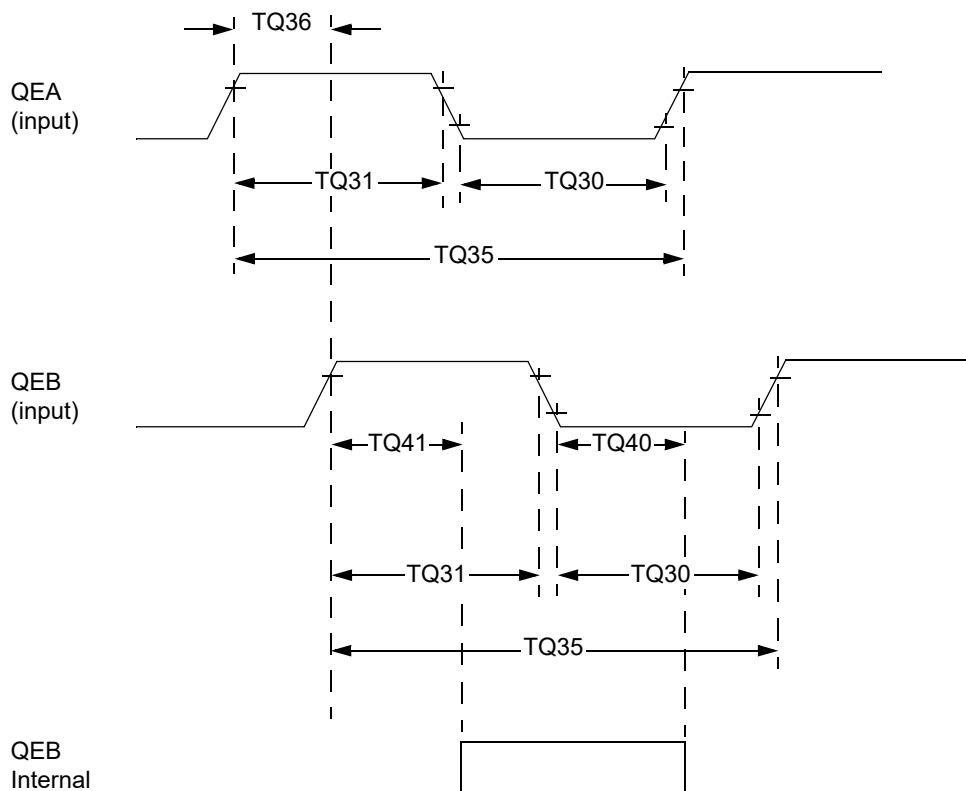 TQ36
QEA
(input)
TQ31
TQ30
TQ35
QEB
(input)
TQ41
TQ40
TQ31
TQ30
TQ35
QEB
Internal